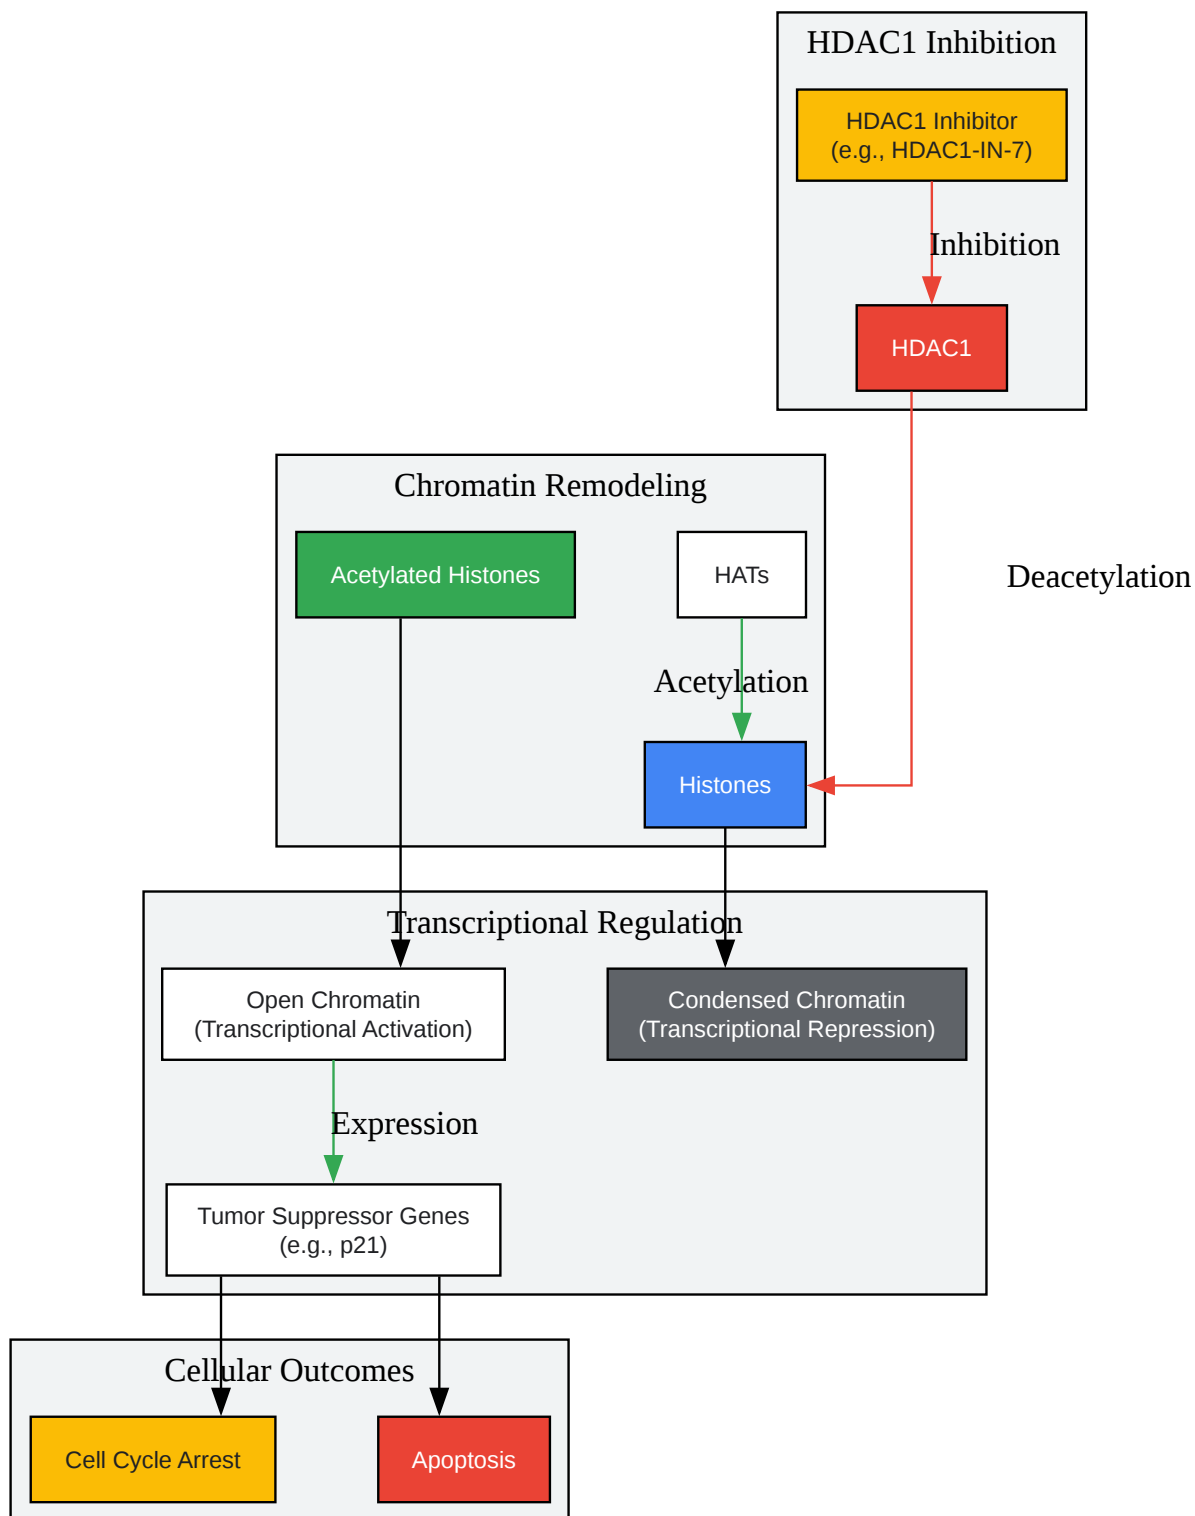 HDAC1 Inhibition
HDAC1 Inhibitor
(e.g., HDAC1-IN-7)
Inhibition
HDAC1
Chromatin Remodeling
Acetylated Histones
HATs
Deacetylation
Acetylation
Histones
Transcriptional Regulation
Open Chromatin
(Transcriptional Activation)
Condensed Chromatin
(Transcriptional Repression)
Expression
Tumor Suppressor Genes
(e.g., p21)
Cellular Outcomes
Cell Cycle Arrest
Apoptosis